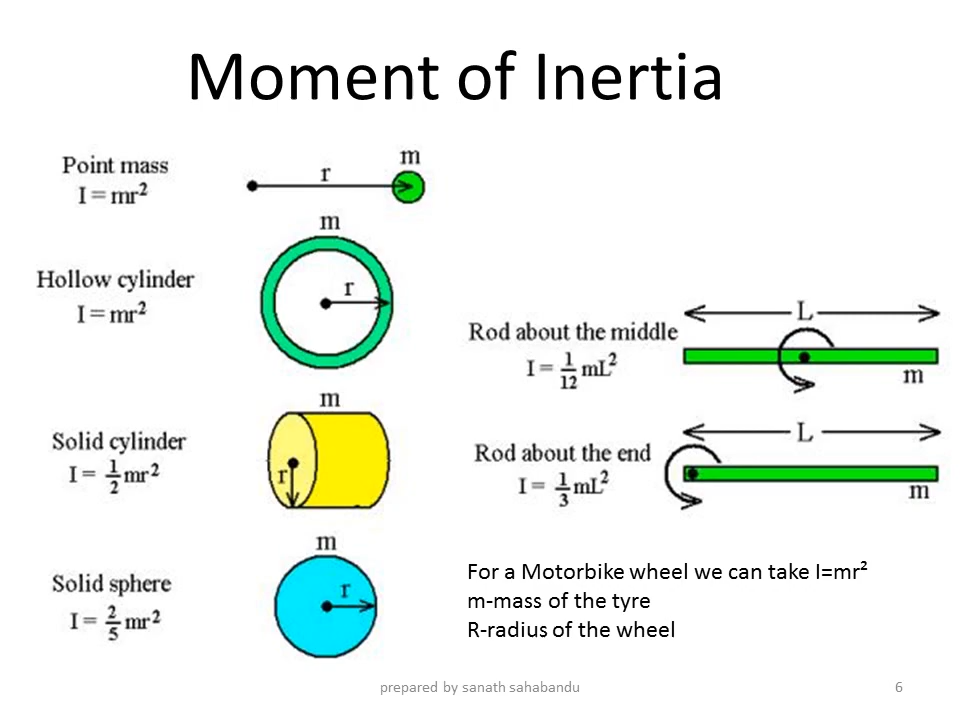 Moment of Inertia
Point mass
I = mr²
r
m
Hollow cylinder
I = mr²
m
r
Solid cylinder
I = 1/2 mr²
m
r
Solid sphere
I = 2/5 mr²
m
r
Rod about the middle
I = 1/12 mL²
L
m
Rod about the end
I = 1/3 mL²
L
m
For a Motorbike wheel we can take I=mr²
m-mass of the tyre
R-radius of the wheel
prepared by sanath sahabandu
6